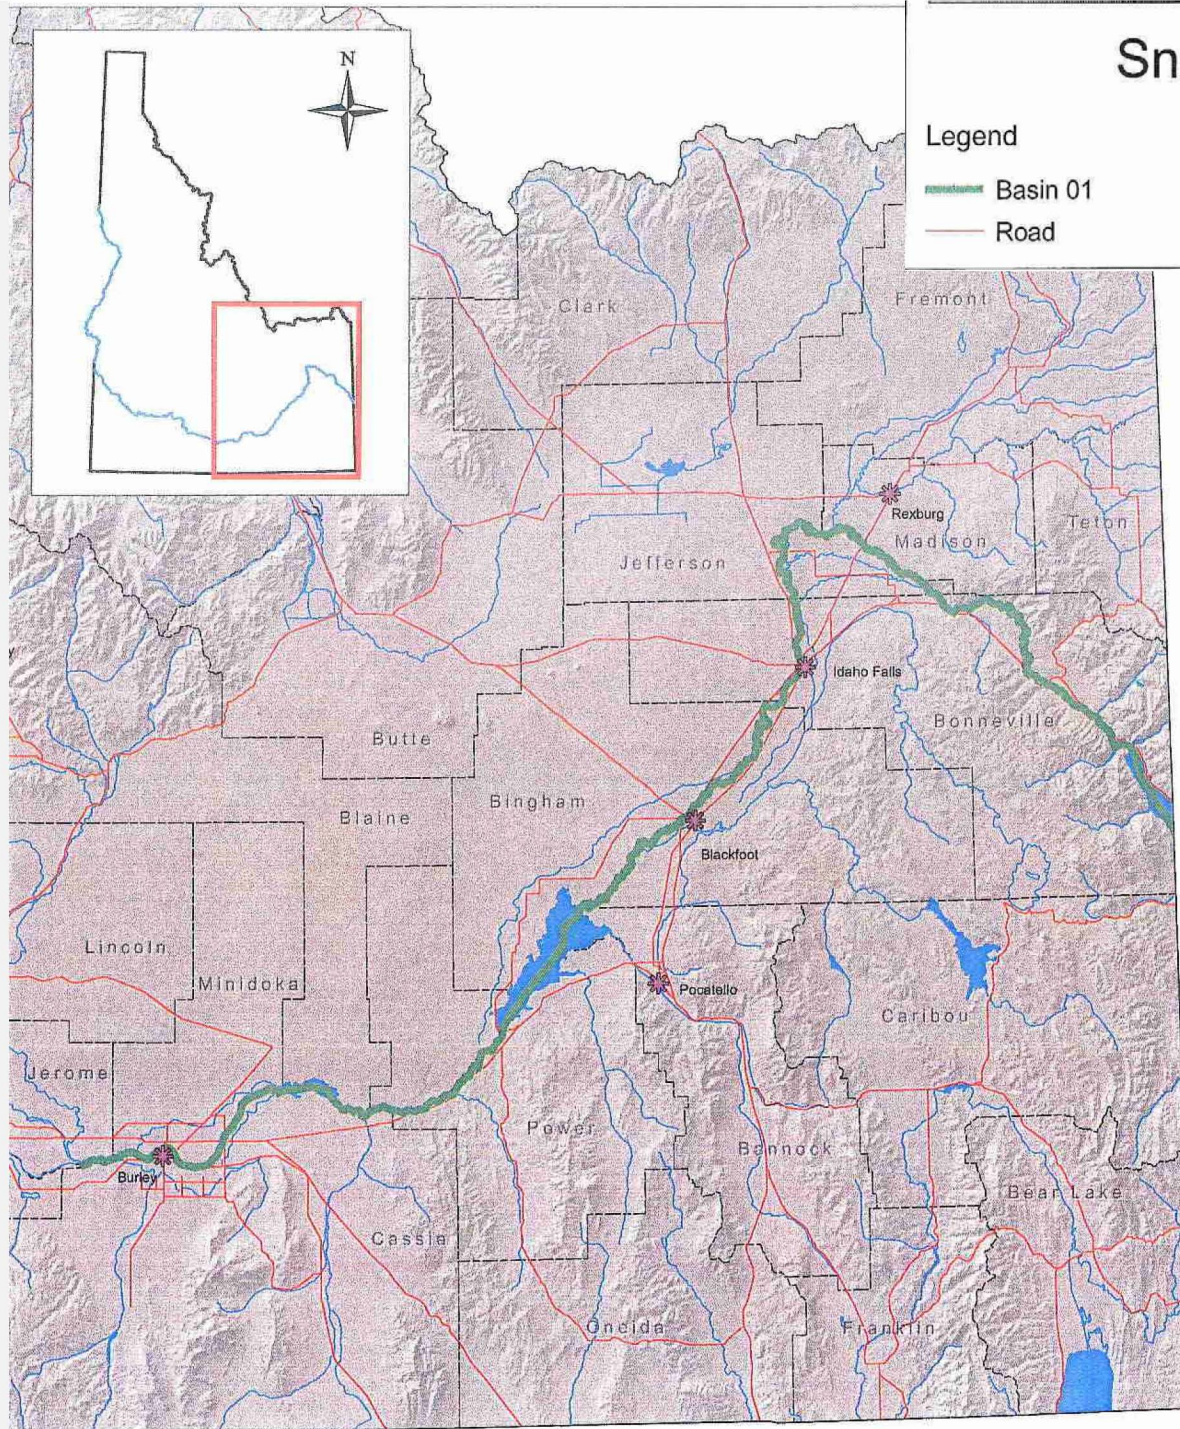 Sn
Legend
Basin 01
Road
N
Clark
Fremont
Rexburg
Madison
Teton
Jefferson
Idaho Falls
Bonneville
Butte
Bingham
Blaine
Blackfoot
Lincoln
Minidoka
Pocatello
Caribou
Jerome
Power
Bannock
Burley
Bear Lake
Cassia
Oneida
Franklin